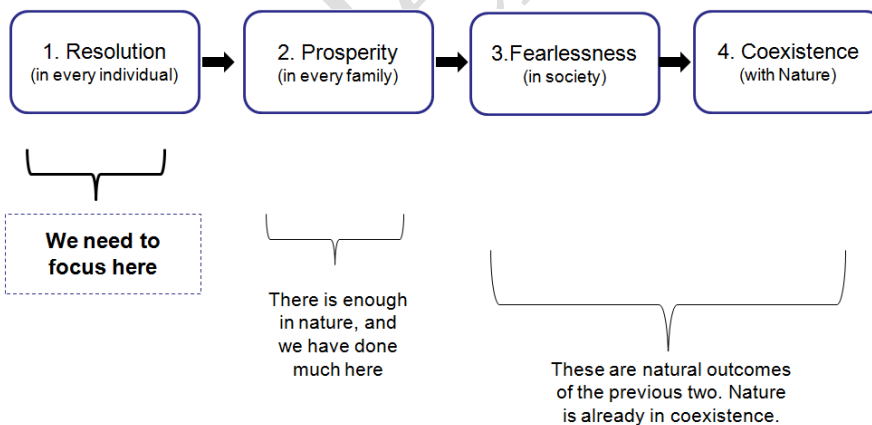 1. Resolution
(in every individual)
2. Prosperity
(in every family)
3.Fearlessness
(in society)
4. Coexistence
(with Nature)
We need to
focus here
There is enough
in nature, and
we have done
much here
These are natural outcomes
of the previous two. Nature
is already in coexistence.